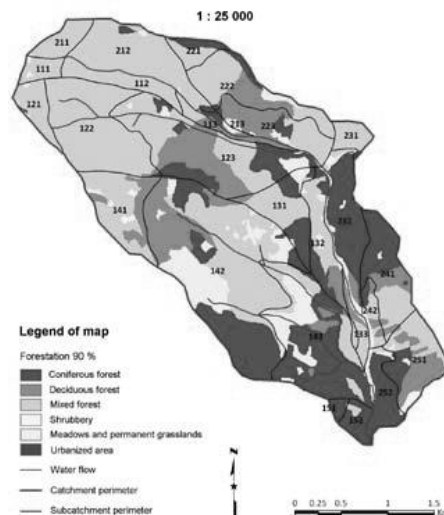 1 : 25 000
211
212
221
111
112
222
121
213
223
122
231
123
141
131
132
232
142
241
242
133
143
251
252
151
152
Legend of map
Forestation 90 %
Coniferous forest
Deciduous forest
Mixed forest
Shrubbery
Meadows and permanent grasslands
Urbanized area
Water flow
Catchment perimeter
Subcatchment perimeter
N
0 0.25 0.5 1 1.5